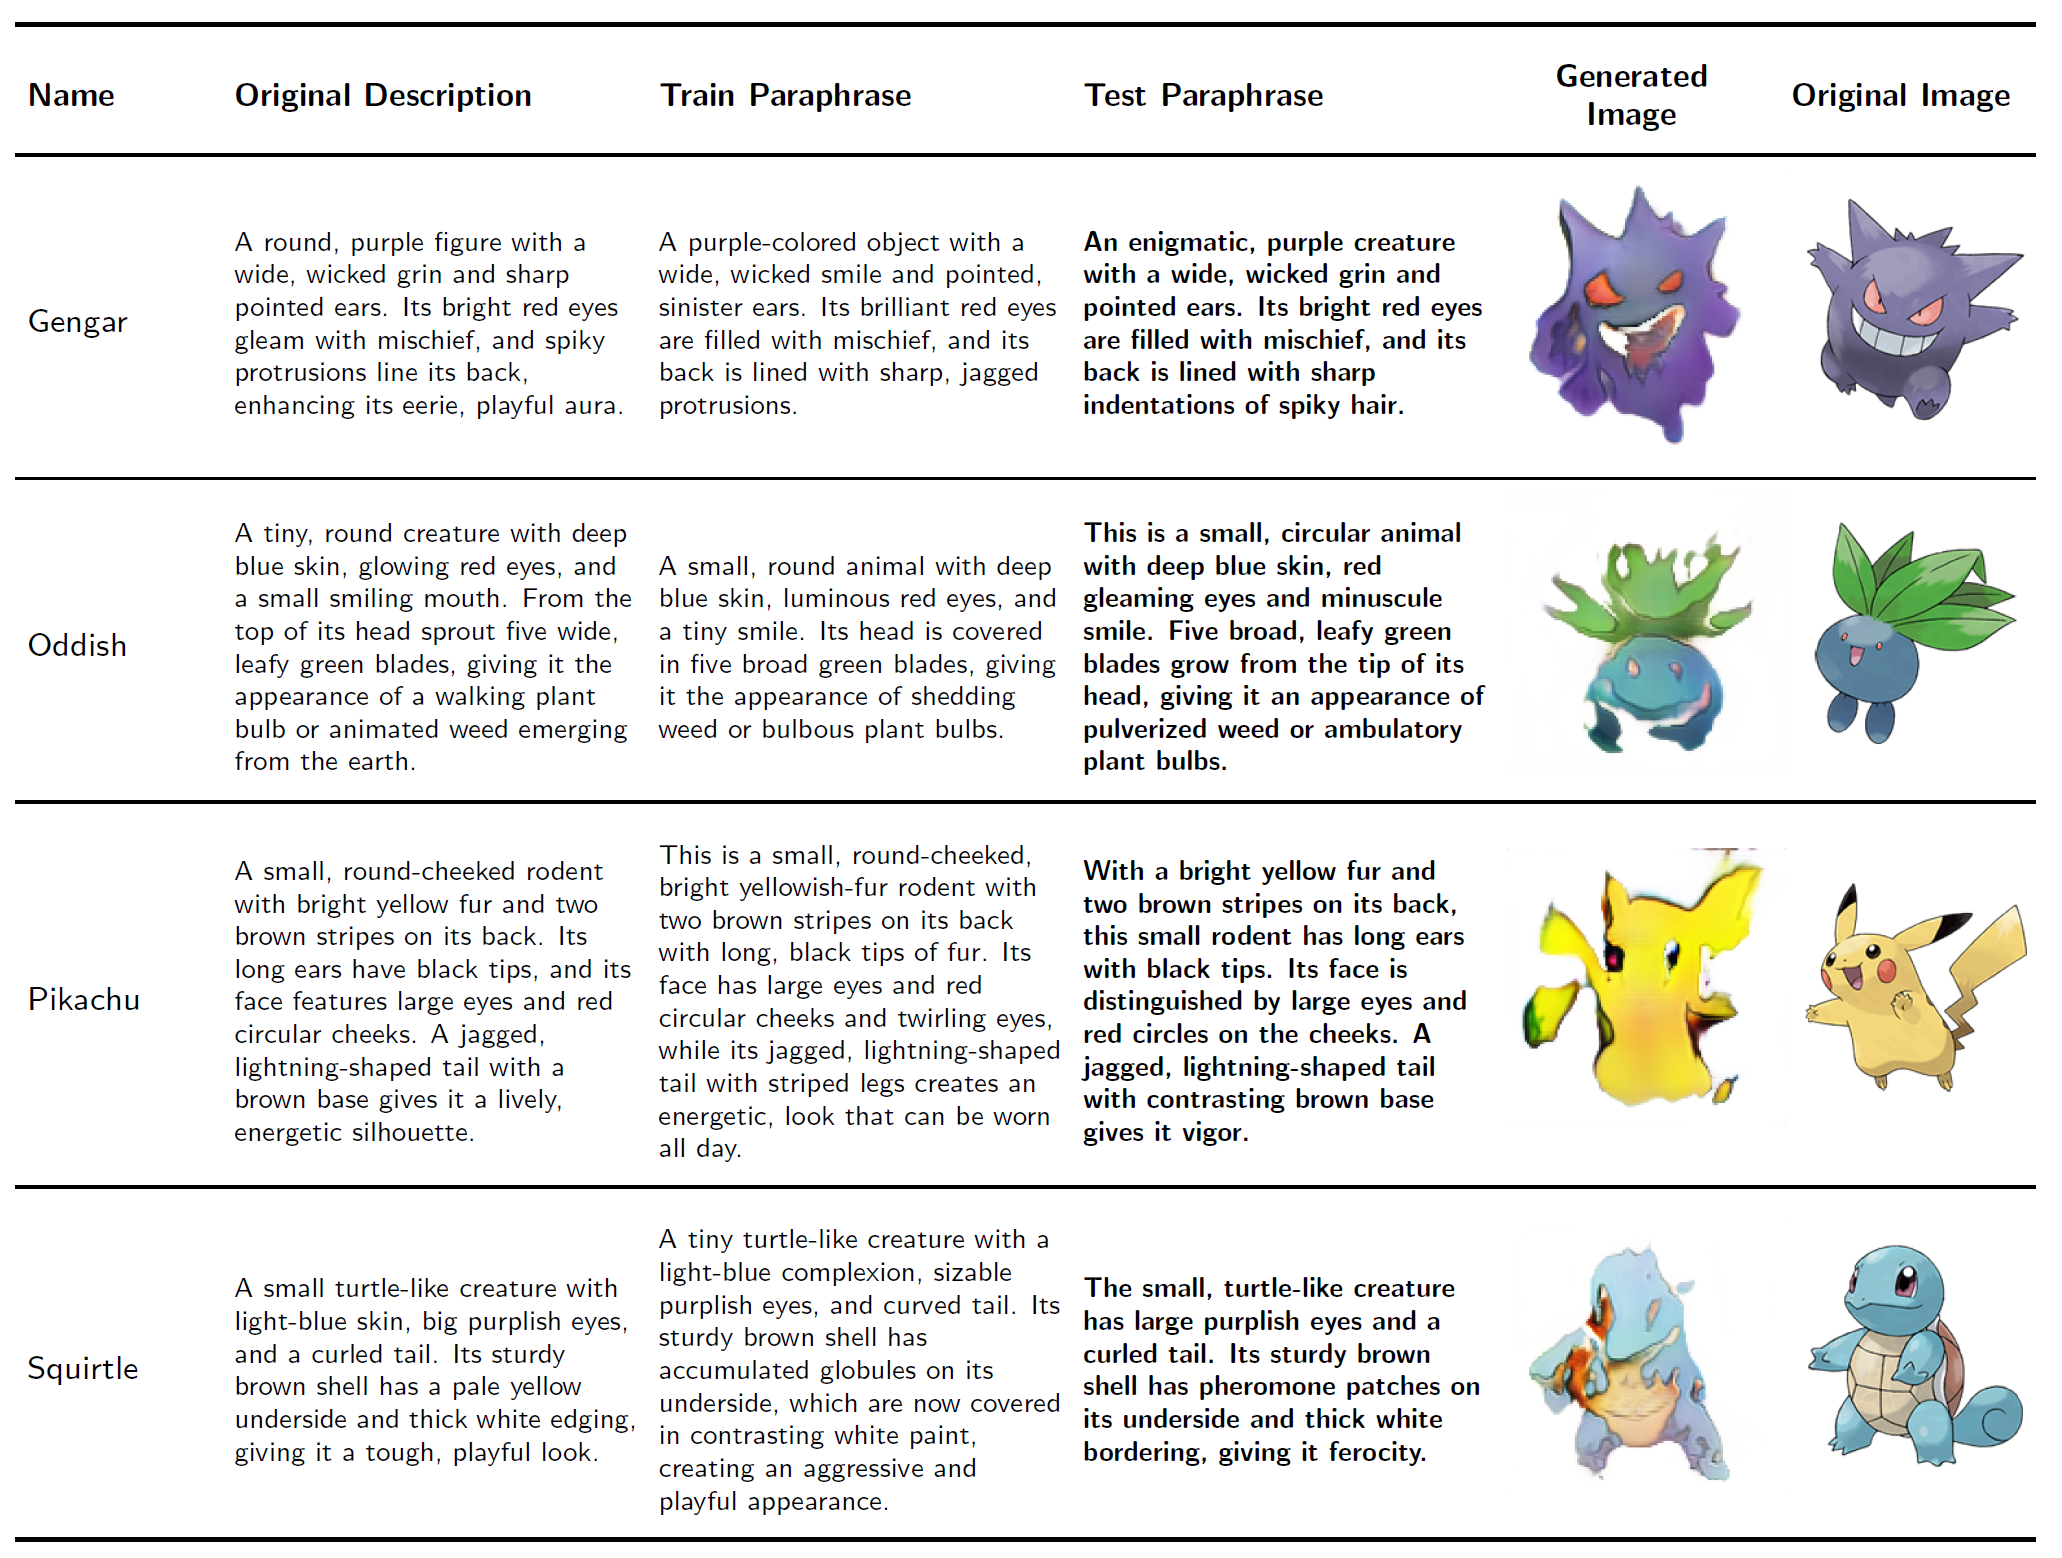 Name
Original Description
Train Paraphrase
Test Paraphrase
Generated
Image
Original Image
Gengar
A round, purple figure with a
wide, wicked grin and sharp
pointed ears. Its bright red eyes
gleam with mischief, and spiky
protrusions line its back,
enhancing its eerie, playful aura.
A purple-colored object with a
wide, wicked smile and pointed,
sinister ears. Its brilliant red eyes
are filled with mischief, and its
back is lined with sharp, jagged
protrusions.
An enigmatic, purple creature
with a wide, wicked grin and
pointed ears. Its bright red eyes
are filled with mischief, and its
back is lined with sharp
indentations of spiky hair.
Oddish
A tiny, round creature with deep
blue skin, glowing red eyes, and
a small smiling mouth. From the
top of its head sprout five wide,
leafy green blades, giving it the
appearance of a walking plant
bulb or animated weed emerging
from the earth.
A small, round animal with deep
blue skin, luminous red eyes, and
a tiny smile. Its head is covered
in five broad green blades, giving
it the appearance of shedding
weed or bulbous plant bulbs.
This is a small, circular animal
with deep blue skin, red
gleaming eyes and minuscule
smile. Five broad, leafy green
blades grow from the tip of its
head, giving it an appearance of
pulverized weed or ambulatory
plant bulbs.
Pikachu
A small, round-cheeked rodent
with bright yellow fur and two
brown stripes on its back. Its
long ears have black tips, and its
face features large eyes and red
circular cheeks. A jagged,
lightning-shaped tail with a
brown base gives it a lively,
energetic silhouette.
This is a small, round-cheeked,
bright yellowish-fur rodent with
two brown stripes on its back
with long, black tips of fur. Its
face has large eyes and red
circular cheeks and twirling eyes,
while its jagged, lightning-shaped
tail with striped legs creates an
energetic, look that can be worn
all day.
With a bright yellow fur and
two brown stripes on its back,
this small rodent has long ears
with black tips. Its face is
distinguished by large eyes and
red circles on the cheeks. A
jagged, lightning-shaped tail
with contrasting brown base
gives it vigor.
Squirtle
A small turtle-like creature with
light-blue skin, big purplish eyes,
and a curled tail. Its sturdy
brown shell has a pale yellow
underside and thick white edging,
giving it a tough, playful look.
A tiny turtle-like creature with a
light-blue complexion, sizable
purplish eyes, and curved tail. Its
sturdy brown shell has
accumulated globules on its
underside, which are now covered
in contrasting white paint,
creating an aggressive and
playful appearance.
The small, turtle-like creature
has large purplish eyes and a
curled tail. Its sturdy brown
shell has pheromone patches on
its underside and thick white
bordering, giving it ferocity.